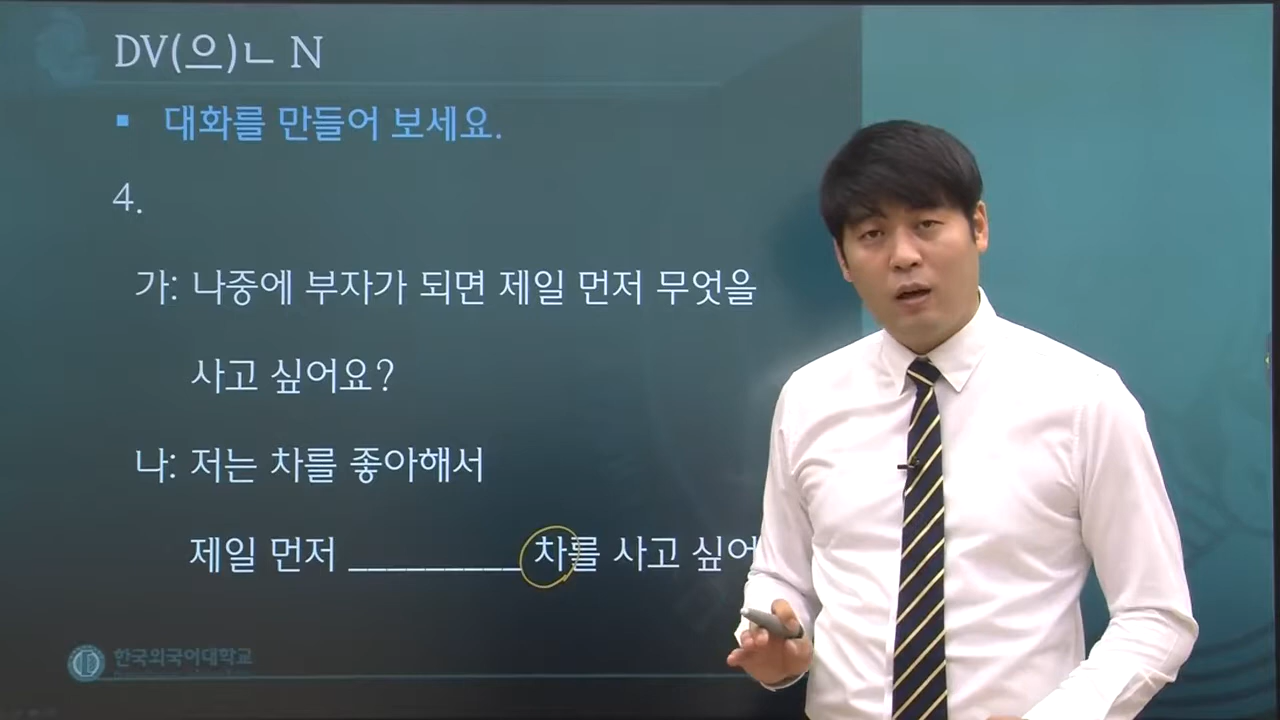 DV(으)ㄴ N
▪ 대화를 만들어 보세요.
4.
가: 나중에 부자가 되면 제일 먼저 무엇을
사고 싶어요?
나: 저는 차를 좋아해서
제일 먼저 _________ 차를 사고 싶어
한국외국어대학교